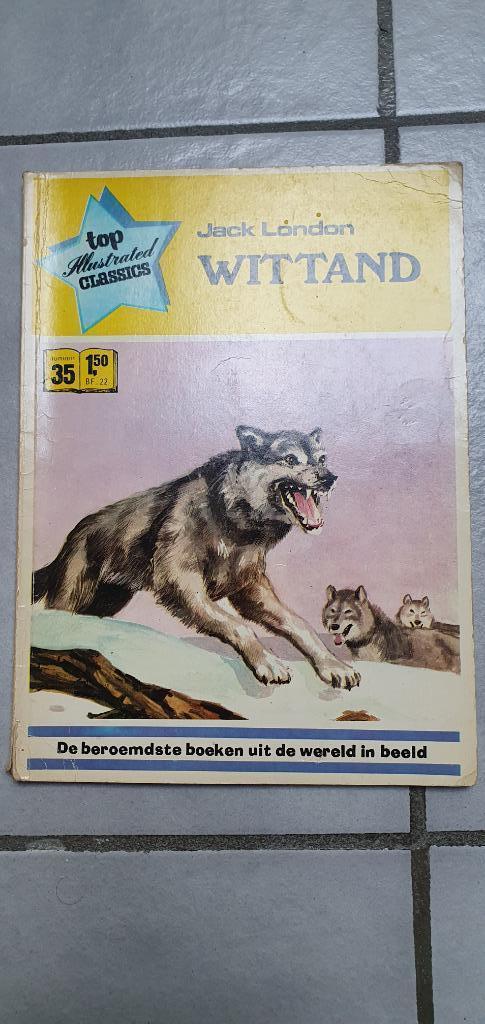 top
Illustrated
CLASSICS
Jack London
WITTAND
nummer
35
1,50
BF. 22
De beroemdste boeken uit de wereld in beeld